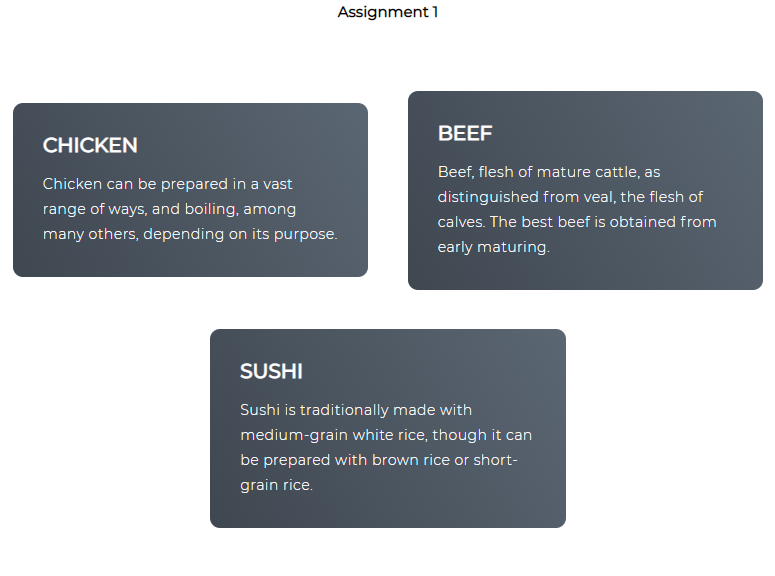 Assignment 1
CHICKEN
Chicken can be prepared in a vast
range of ways, and boiling, among
many others, depending on its purpose.
BEEF
Beef, flesh of mature cattle, as
distinguished from veal, the flesh of
calves. The best beef is obtained from
early maturing.
SUSHI
Sushi is traditionally made with
medium-grain white rice, though it can
be prepared with brown rice or short-
grain rice.